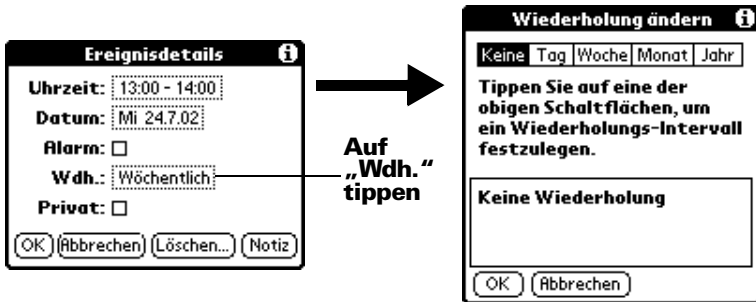 Ereignisdetails
Uhrzeit: 13:00 - 14:00
Datum: Mi 24.7.02
Alarm:
Wdh.: Wöchentlich
Privat:
OK Abbrechen Löschen... Notiz
Auf
„Wdh.“
tippen
Wiederholung ändern
Keine Tag Woche Monat Jahr
Tippen Sie auf eine der
obigen Schaltflächen, um
ein Wiederholungs-Intervall
festzulegen.
Keine Wiederholung
OK Abbrechen